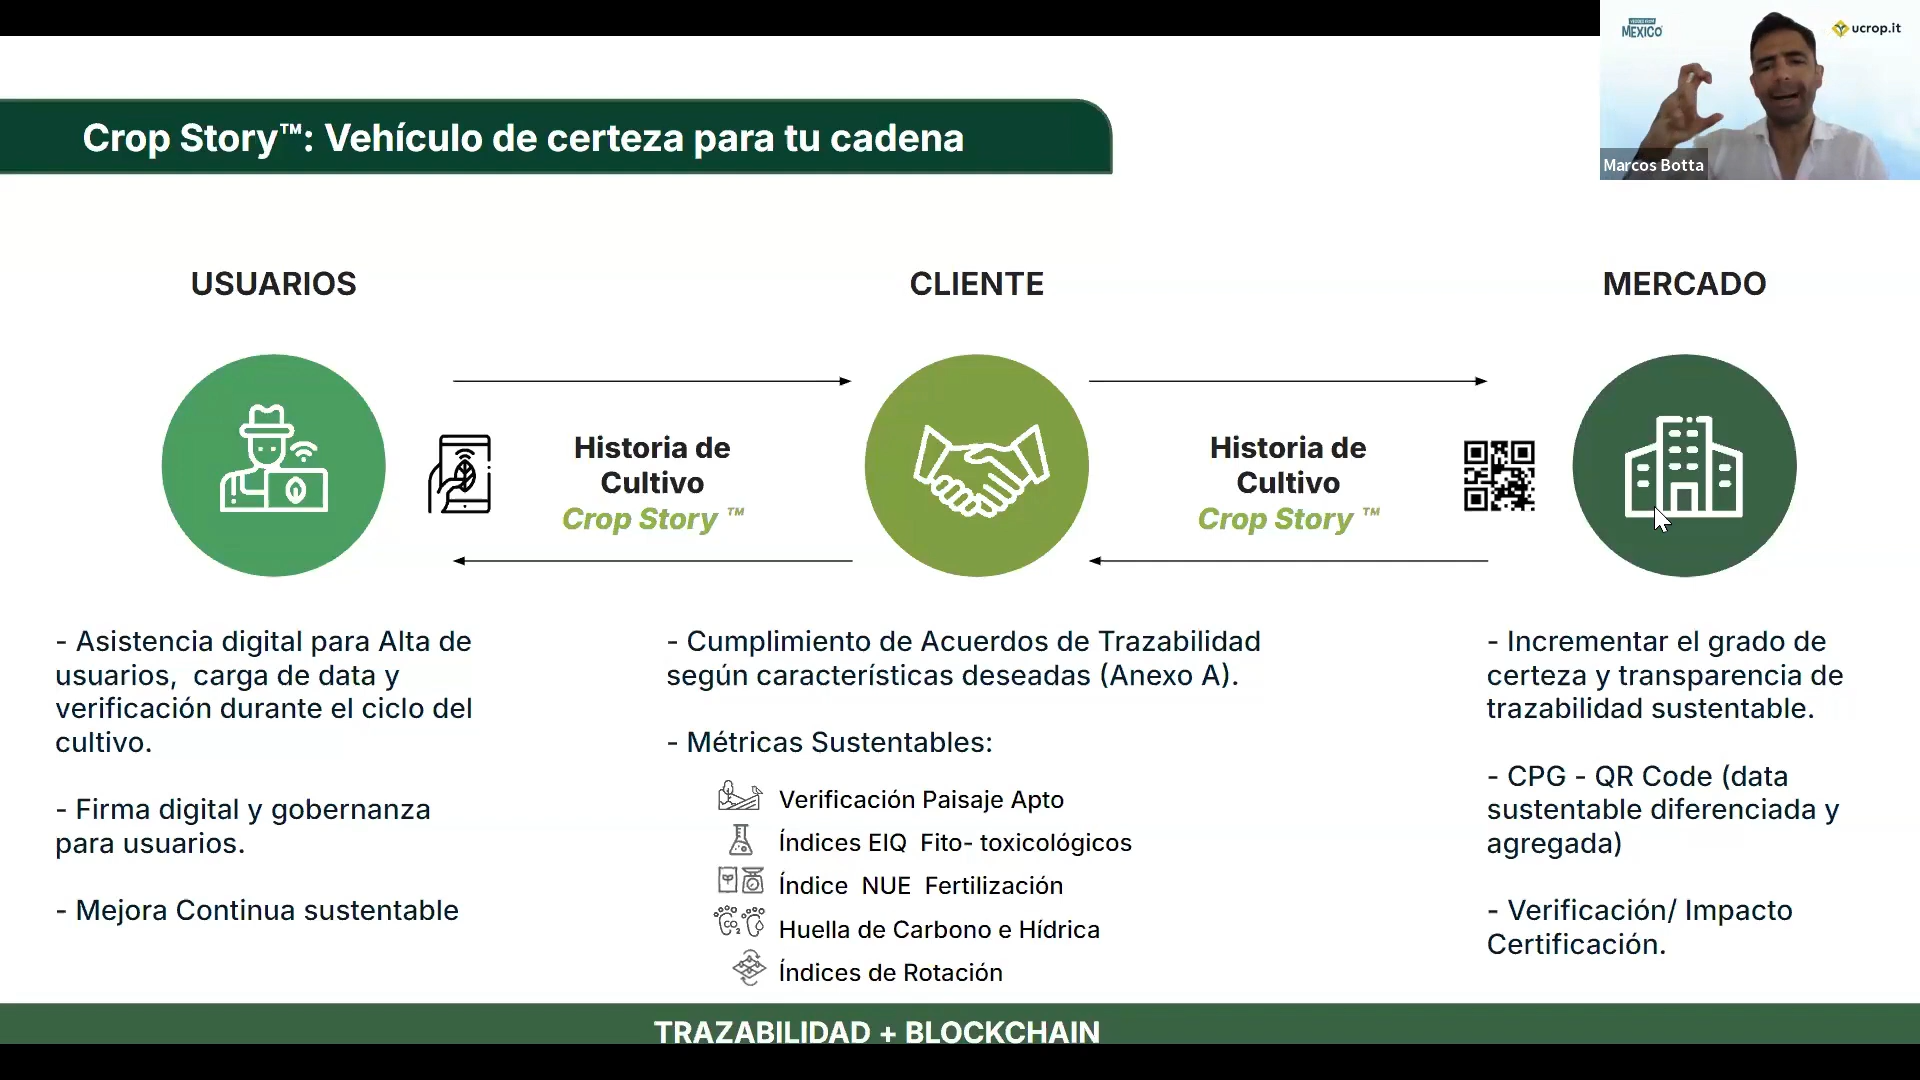 MEXICO
ucrop.it
Marcos Botta
Crop Story™: Vehículo de certeza para tu cadena
USUARIOS
CLIENTE
MERCADO
Historia de
Cultivo
Crop Story ™
Historia de
Cultivo
Crop Story ™
- Asistencia digital para Alta de
usuarios,  carga de data y
verificación durante el ciclo del
cultivo.
- Firma digital y gobernanza
para usuarios.
- Mejora Continua sustentable
- Cumplimiento de Acuerdos de Trazabilidad
según características deseadas (Anexo A).
- Métricas Sustentables:
Verificación Paisaje Apto
Índices EIQ  Fito- toxicológicos
Índice  NUE  Fertilización
CO2
Huella de Carbono e Hídrica
Índices de Rotación
- Incrementar el grado de
certeza y transparencia de
trazabilidad sustentable.
- CPG - QR Code (data
sustentable diferenciada y
agregada)
- Verificación/ Impacto
Certificación.
TRAZABILIDAD + BLOCKCHAIN